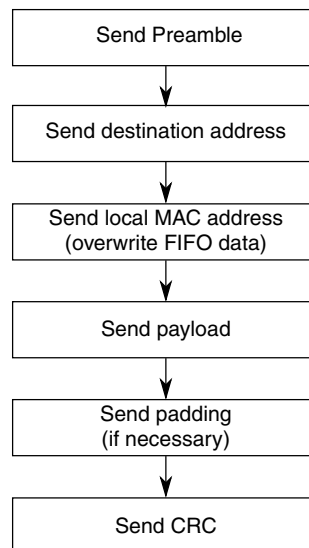 Send Preamble
Send destination address
Send local MAC address
(overwrite FIFO data)
Send payload
Send padding
(if necessary)
Send CRC